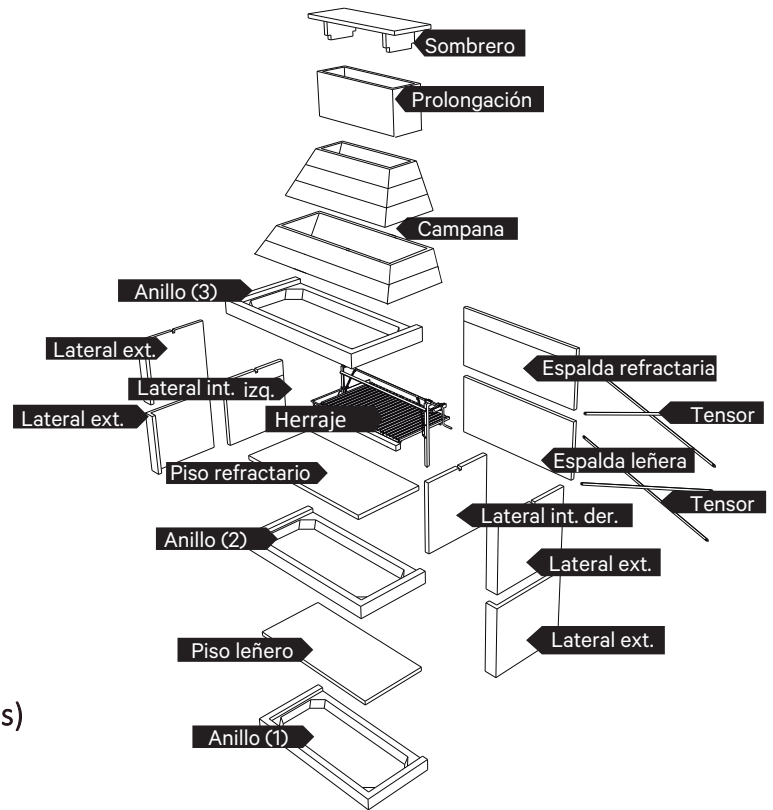 Sombrero
Prolongación
Campana
Anillo (3)
Lateral ext.
Espalda refractaria
Lateral int. izq.
Lateral ext.
Herraje
Tensor
Espalda leñera
Piso refractario
Tensor
Lateral int. der.
Anillo (2)
Lateral ext.
Lateral ext.
Piso leñero
s)
Anillo (1)